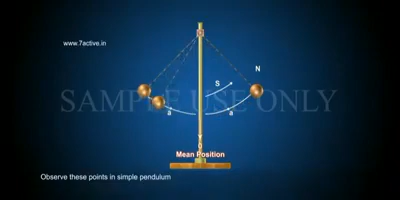 www.7active.in
N
S
SAMPLE USE ONLY
a
a
O
Mean Position
Observe these points in simple pendulum